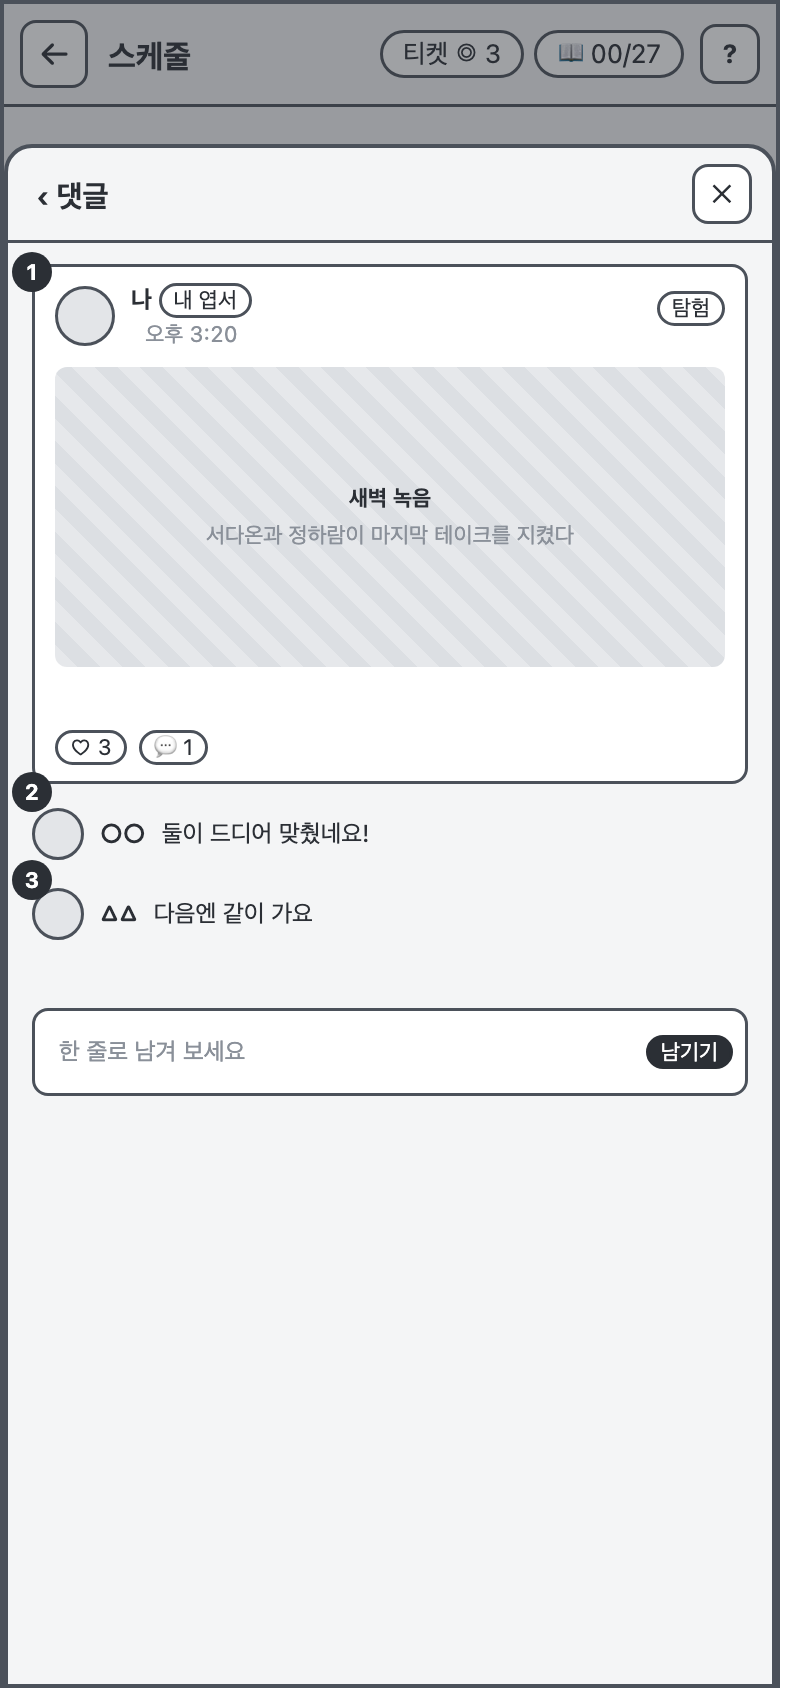 ← 스케줄 티켓 ◎ 3 📖 00/27 ?
‹ 댓글 ×
1
나 내 엽서 탐험
오후 3:20
새벽 녹음
서다온과 정하람이 마지막 테이크를 지켰다
♡ 3 💬 1
2
○○ 둘이 드디어 맞췄네요!
3
△△ 다음엔 같이 가요
한 줄로 남겨 보세요 남기기